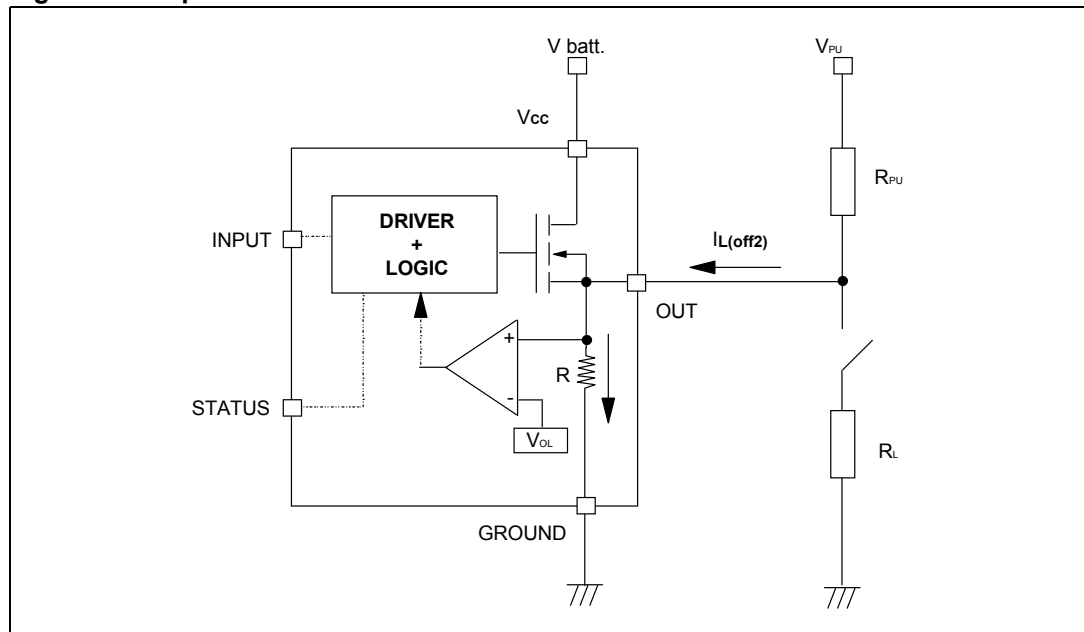 V batt.
VPU
Vcc
RPU
DRIVER
+
LOGIC
INPUT
IL(off2)
OUT
+
R
-
STATUS
VOL
RL
GROUND